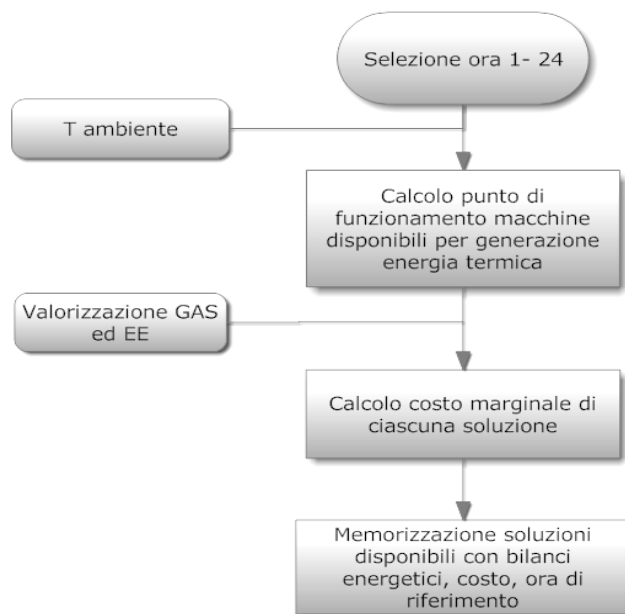 Selezione ora 1- 24
T ambiente
Calcolo punto di
funzionamento macchine
disponibili per generazione
energia termica
Valorizzazione GAS
ed EE
Calcolo costo marginale di
ciascuna soluzione
Memorizzazione soluzioni
disponibili con bilanci
energetici, costo, ora di
riferimento